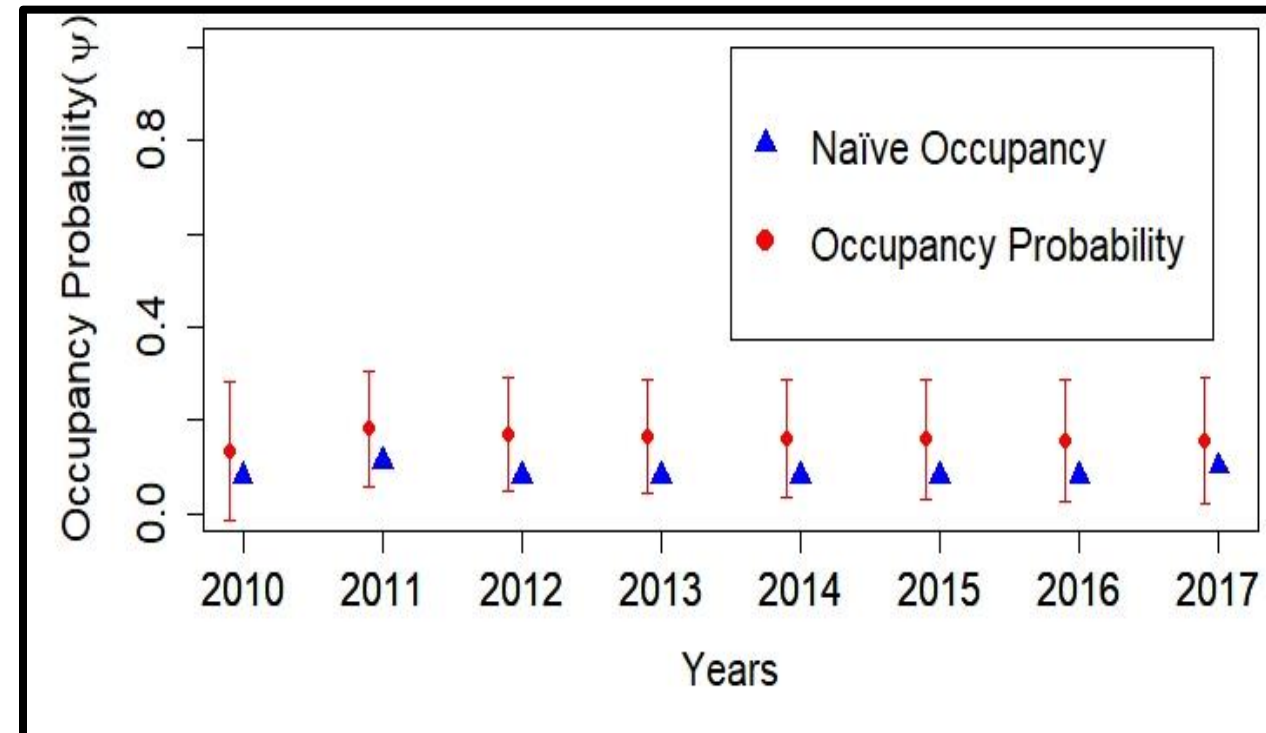 Occupancy Probability( ψ)
0.8
0.4
0.0
Naïve Occupancy
Occupancy Probability
2010 2011 2012 2013 2014 2015 2016 2017
Years